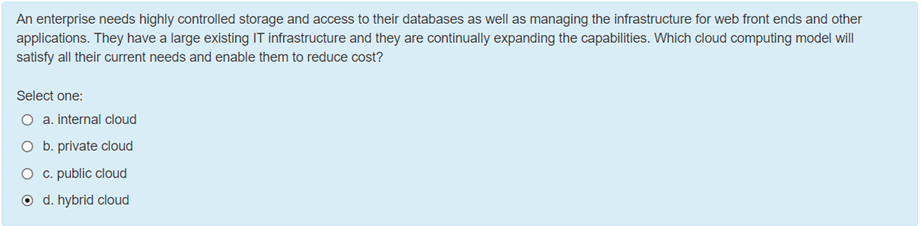 An enterprise needs highly controlled storage and access to their databases as well as managing the infrastructure for web front ends and other
applications. They have a large existing IT infrastructure and they are continually expanding the capabilities. Which cloud computing model will
satisfy all their current needs and enable them to reduce cost?
Select one:
a. internal cloud
b. private cloud
c. public cloud
d. hybrid cloud